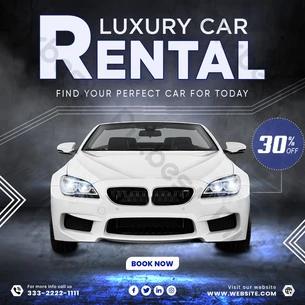 LUXURY CAR
RENTAL
FIND YOUR PERFECT CAR FOR TODAY
30%
OFF
BOOK NOW
For more info call us
333-2222-1111
Visit our website
WWW.WEBSITE.COM